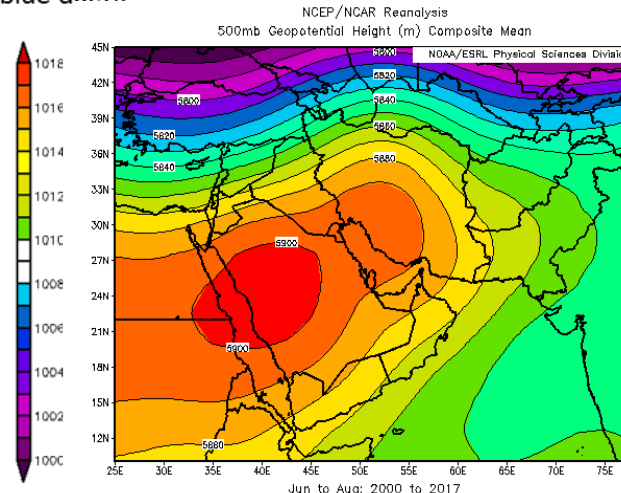 NCEP/NCAR Reanalysis
500mb Geopotential Height (m) Composite Mean
NOAA/ESRL Physical Sciences Divisi
1018
1016
1014
1012
1010
1008
1006
1004
1002
1000
45N
42N
39N
36N
33N
30N
27N
24N
21N
18N
15N
12N
5800
5820
5840
5860
5880
5800
5820
5840
5900
5900
5880
25E
30E
35E
40E
45E
50E
55E
60E
65E
70E
75E
Jun to Aug: 2000 to 2017